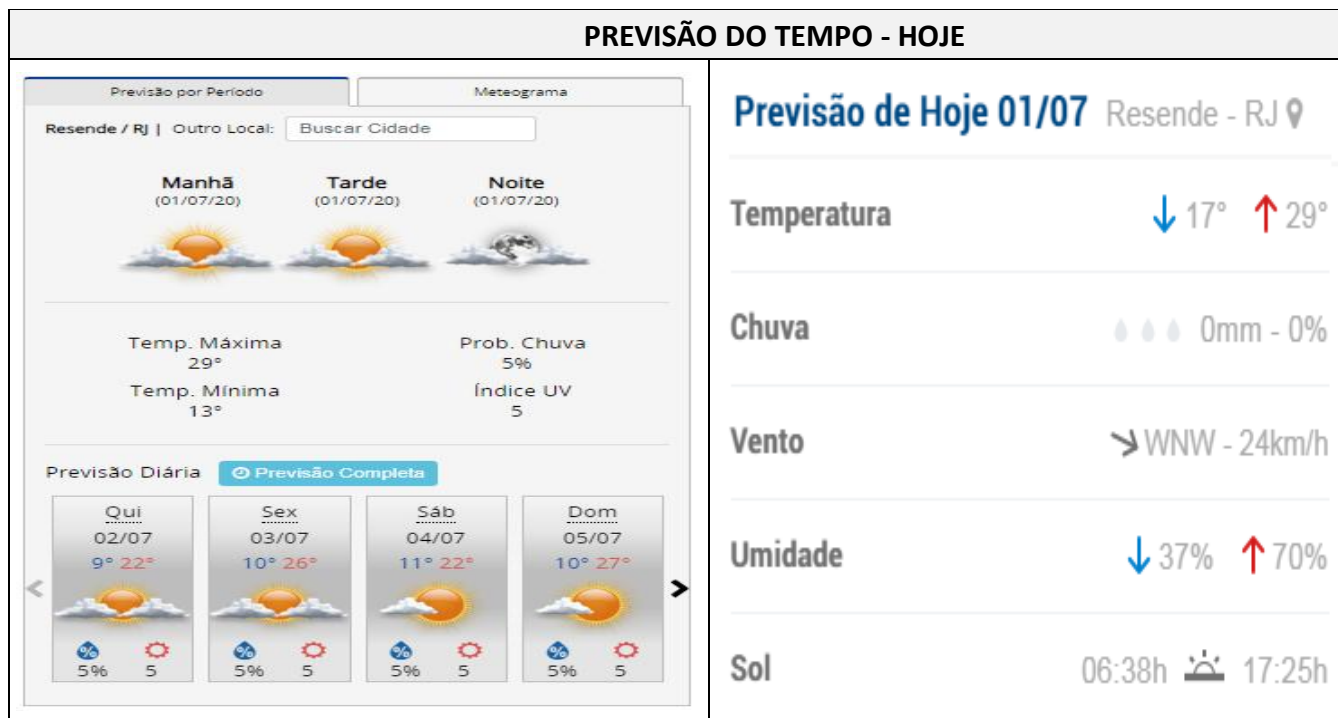 PREVISÃO DO TEMPO - HOJE
Previsão por Período
Meteograma
Resende / RJ | Outro Local: Buscar Cidade
Manhã Tarde Noite
(01/07/20) (01/07/20) (01/07/20)
Temp. Máxima Prob. Chuva
29° 5%
Temp. Mínima Índice UV
13° 5
Previsão Diária Previsão Completa
Qui Sex Sáb Dom
02/07 03/07 04/07 05/07
9° 22° 10° 26° 11° 22° 10° 27°
< >
% % % %
5% 5 5% 5 5% 5 5% 5
Previsão de Hoje 01/07 Resende - RJ
Temperatura ↓ 17° ↑ 29°
Chuva 0mm - 0%
Vento WNW - 24km/h
Umidade ↓ 37% ↑ 70%
Sol 06:38h 17:25h